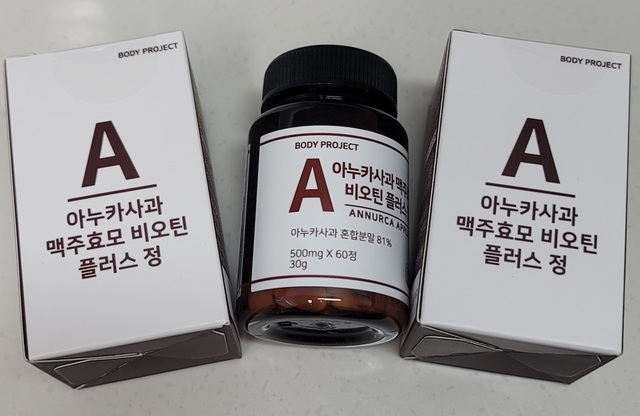 BODY PROJECT
A
아누카사과
맥주효모 비오틴
플러스 정
BODY PROJECT
A
아누카사과
비오틴 플러스
ANNURCA
아누카사과 혼합분말 81%
500mg X 60정
30g
BODY PROJECT
A
아누카사과
맥주효모 비오틴
플러스 정